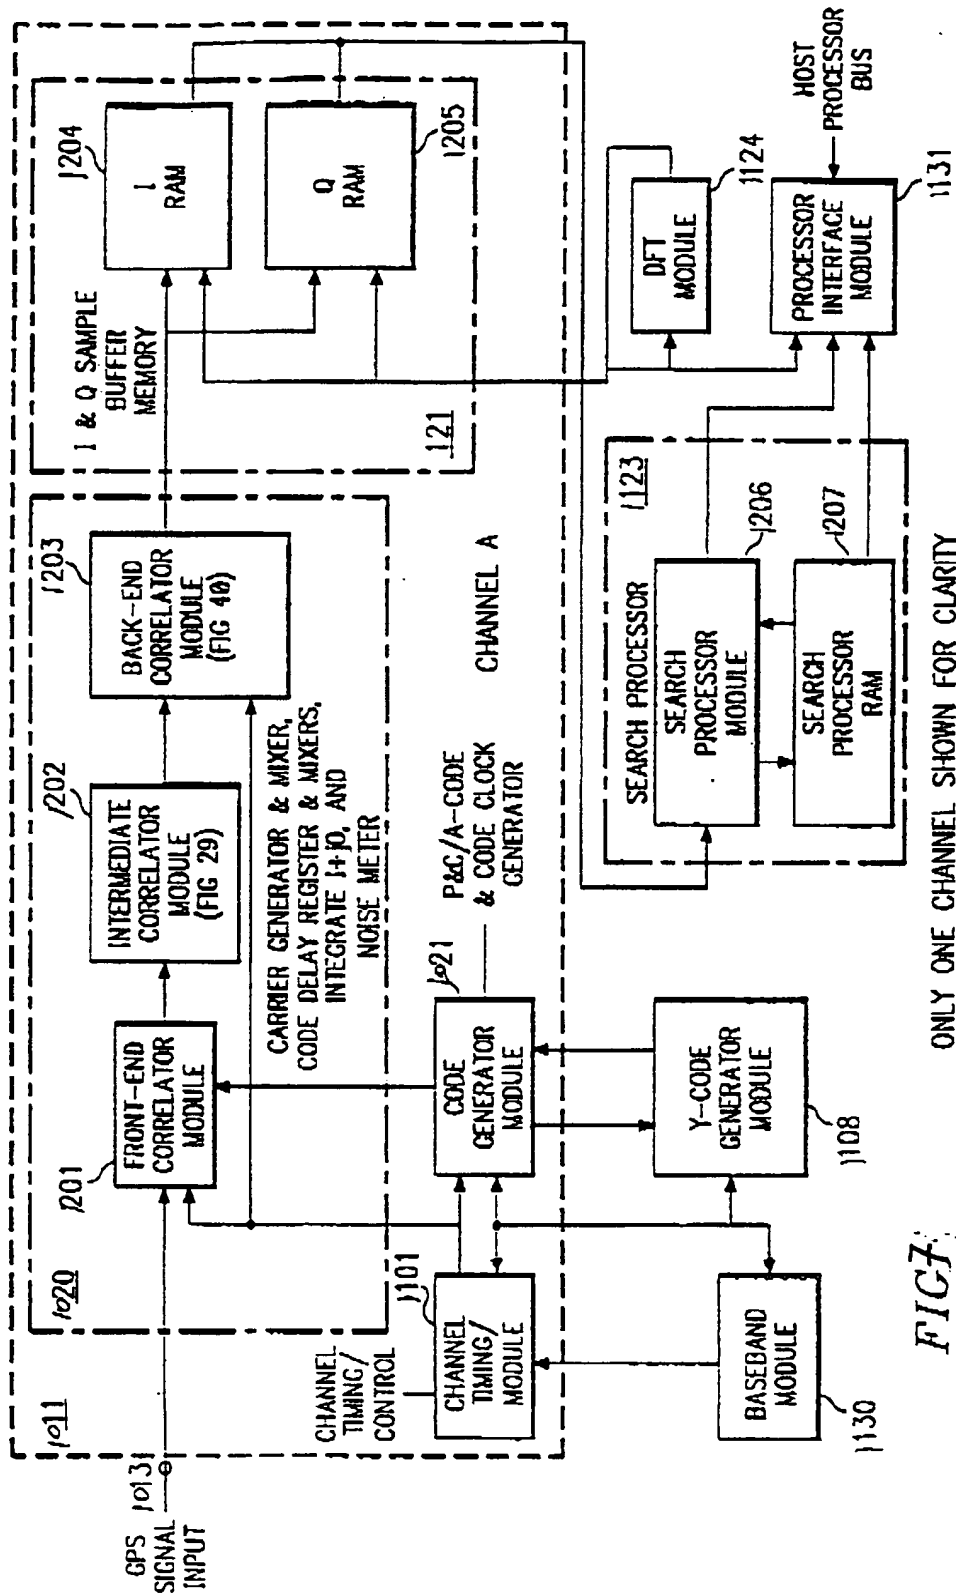 1011
GPS
SIGNAL
INPUT
1013
1020
1201
FRONT-END
CORRELATOR
MODULE
1202
INTERMEDIATE
CORRELATOR
MODULE
(FIG 29)
1203
BACK-END
CORRELATOR
MODULE
(FIG 40)
CARRIER GENERATOR & MIXER,
CODE DELAY REGISTER & MIXERS,
INTEGRATE I+jQ, AND
NOISE METER
I & Q SAMPLE
BUFFER
MEMORY
121
1204
I
RAM
Q
RAM
1205
CHANNEL
TIMING/
CONTROL
1101
CHANNEL
TIMING/
MODULE
1021
CODE
GENERATOR
MODULE
P&C/A-CODE
& CODE CLOCK
GENERATOR
CHANNEL A
BASEBAND
MODULE
1130
Y-CODE
GENERATOR
MODULE
1108
SEARCH PROCESSOR
1123
SEARCH
PROCESSOR
MODULE
1206
SEARCH
PROCESSOR
RAM
1207
DFT
MODULE
1124
PROCESSOR
INTERFACE
MODULE
1131
HOST
PROCESSOR
BUS
ONLY ONE CHANNEL SHOWN FOR CLARITY
FIG 7